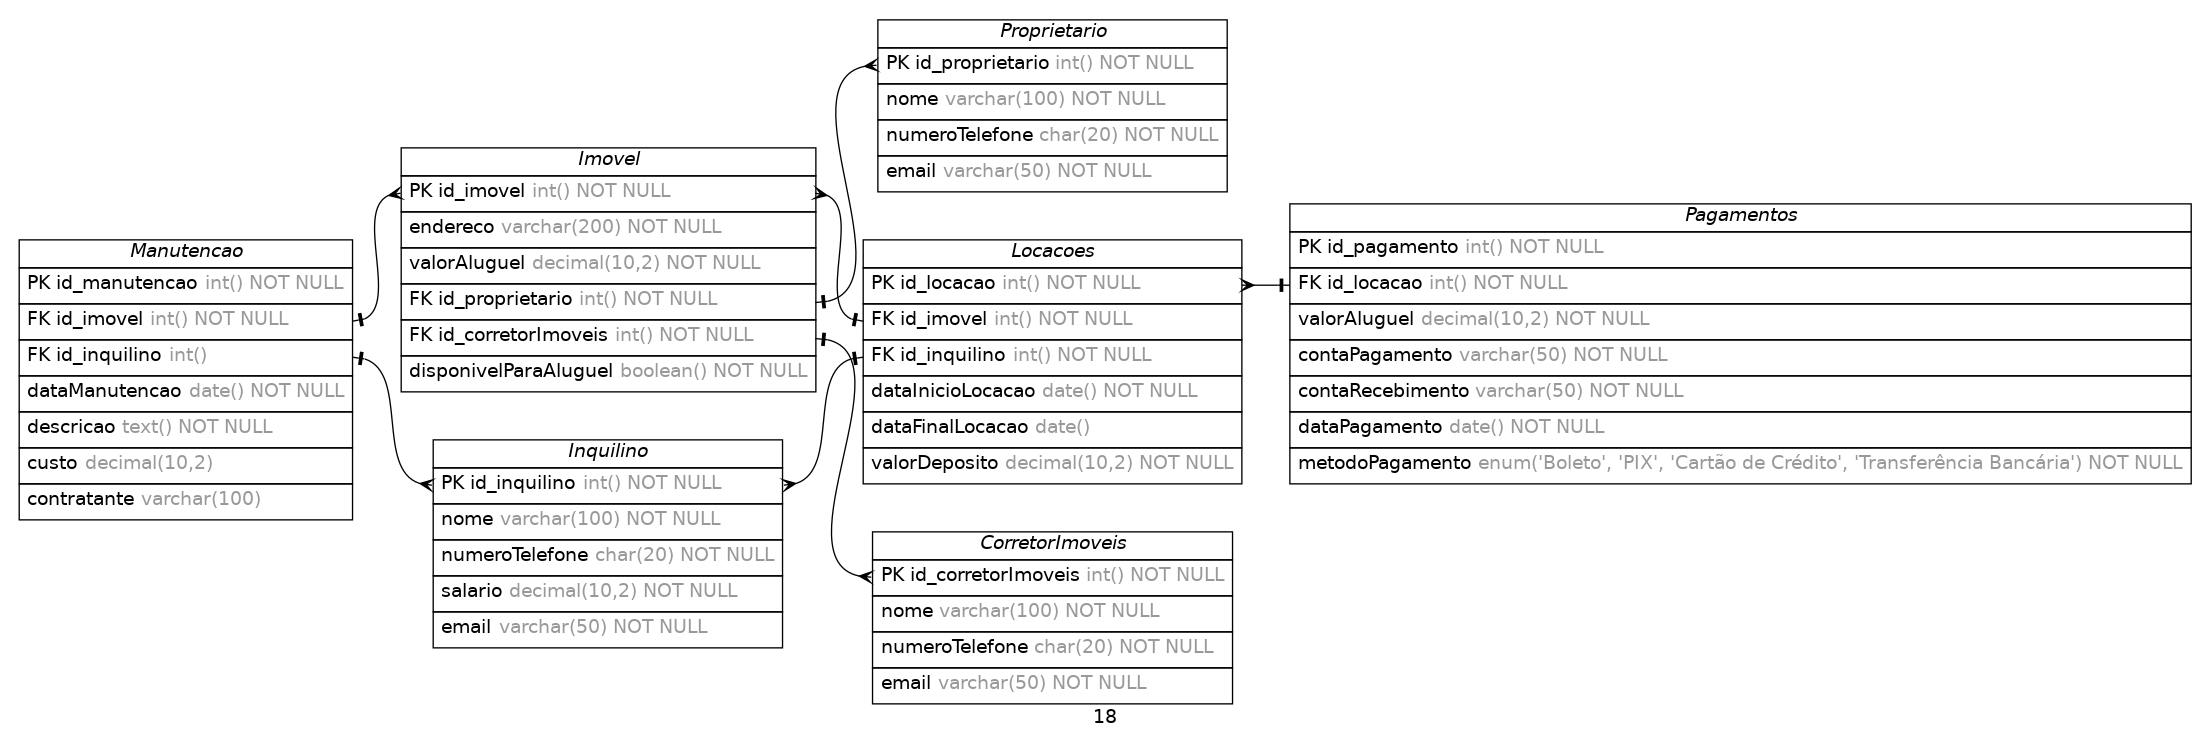 Proprietario
PK id_proprietario int() NOT NULL
nome varchar(100) NOT NULL
numeroTelefone char(20) NOT NULL
email varchar(50) NOT NULL
Imovel
PK id_imovel int() NOT NULL
endereco varchar(200) NOT NULL
valorAluguel decimal(10,2) NOT NULL
FK id_proprietario int() NOT NULL
FK id_corretorImoveis int() NOT NULL
disponivelParaAluguel boolean() NOT NULL
Manutencao
PK id_manutencao int() NOT NULL
FK id_imovel int() NOT NULL
FK id_inquilino int()
dataManutencao date() NOT NULL
descricao text() NOT NULL
custo decimal(10,2)
contratante varchar(100)
Locacoes
PK id_locacao int() NOT NULL
FK id_imovel int() NOT NULL
FK id_inquilino int() NOT NULL
dataInicioLocacao date() NOT NULL
dataFinalLocacao date()
valorDeposito decimal(10,2) NOT NULL
Pagamentos
PK id_pagamento int() NOT NULL
FK id_locacao int() NOT NULL
valorAluguel decimal(10,2) NOT NULL
contaPagamento varchar(50) NOT NULL
contaRecebimento varchar(50) NOT NULL
dataPagamento date() NOT NULL
metodoPagamento enum('Boleto', 'PIX', 'Cartão de Crédito', 'Transferência Bancária') NOT NULL
Inquilino
PK id_inquilino int() NOT NULL
nome varchar(100) NOT NULL
numeroTelefone char(20) NOT NULL
salario decimal(10,2) NOT NULL
email varchar(50) NOT NULL
CorretorImoveis
PK id_corretorImoveis int() NOT NULL
nome varchar(100) NOT NULL
numeroTelefone char(20) NOT NULL
email varchar(50) NOT NULL
18